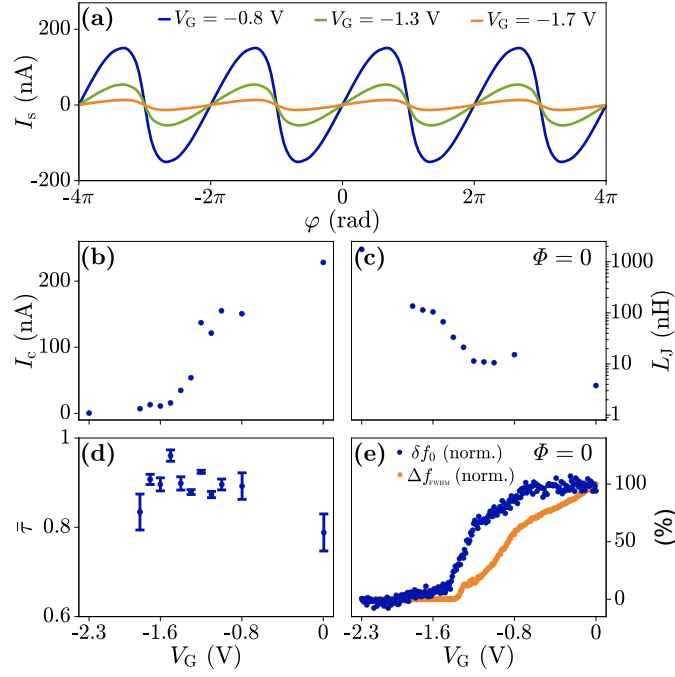 (a)
V_G = −0.8 V
V_G = −1.3 V
V_G = −1.7 V
200
0
-200
I_s (nA)
-4π
-2π
0
2π
4π
φ (rad)
(b)
200
100
0
I_c (nA)
(c)
Φ = 0
1000
100
10
1
L_J (nH)
(d)
1
0.8
0.6
τ̄
-2.3
-1.6
-0.8
0
V_G (V)
(e)
δf_0 (norm.)
Δf_FWHM (norm.)
Φ = 0
100
50
0
(%)
-2.3
-1.6
-0.8
0
V_G (V)